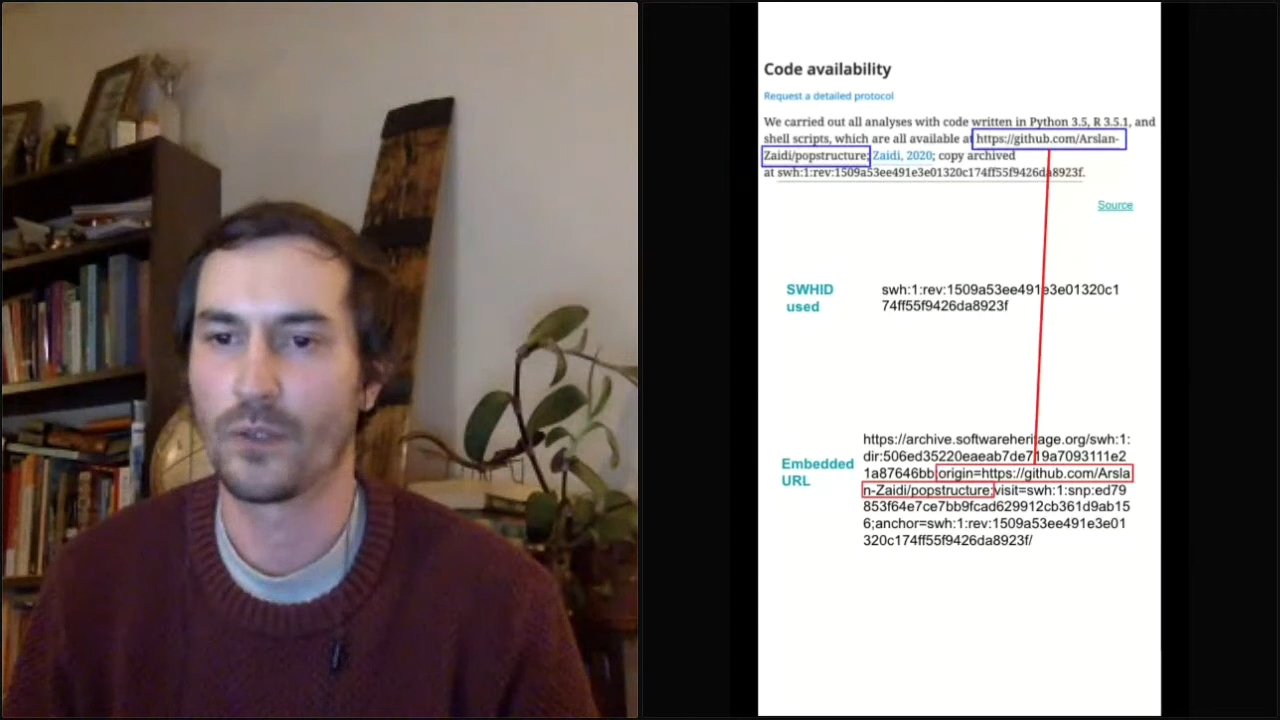 Code availability
Request a detailed protocol
We carried out all analyses with code written in Python 3.5, R 3.5.1, and
shell scripts, which are all available at https://github.com/Arslan-
Zaidi/popstructure; Zaidi, 2020; copy archived
at swh:1:rev:1509a53ee491e3e01320c174ff55f9426da8923f.
Source
SWHID
used
swh:1:rev:1509a53ee491e3e01320c1
74ff55f9426da8923f
Embedded
URL
https://archive.softwareheritage.org/swh:1:
dir:506ed35220eaeab7de719a7093111e2
1a87646bb;origin=https://github.com/Arsla
n-Zaidi/popstructure;visit=swh:1:snp:ed79
853f64e7ce7bb9fcad629912cb361d9ab15
6;anchor=swh:1:rev:1509a53ee491e3e01
320c174ff55f9426da8923f/